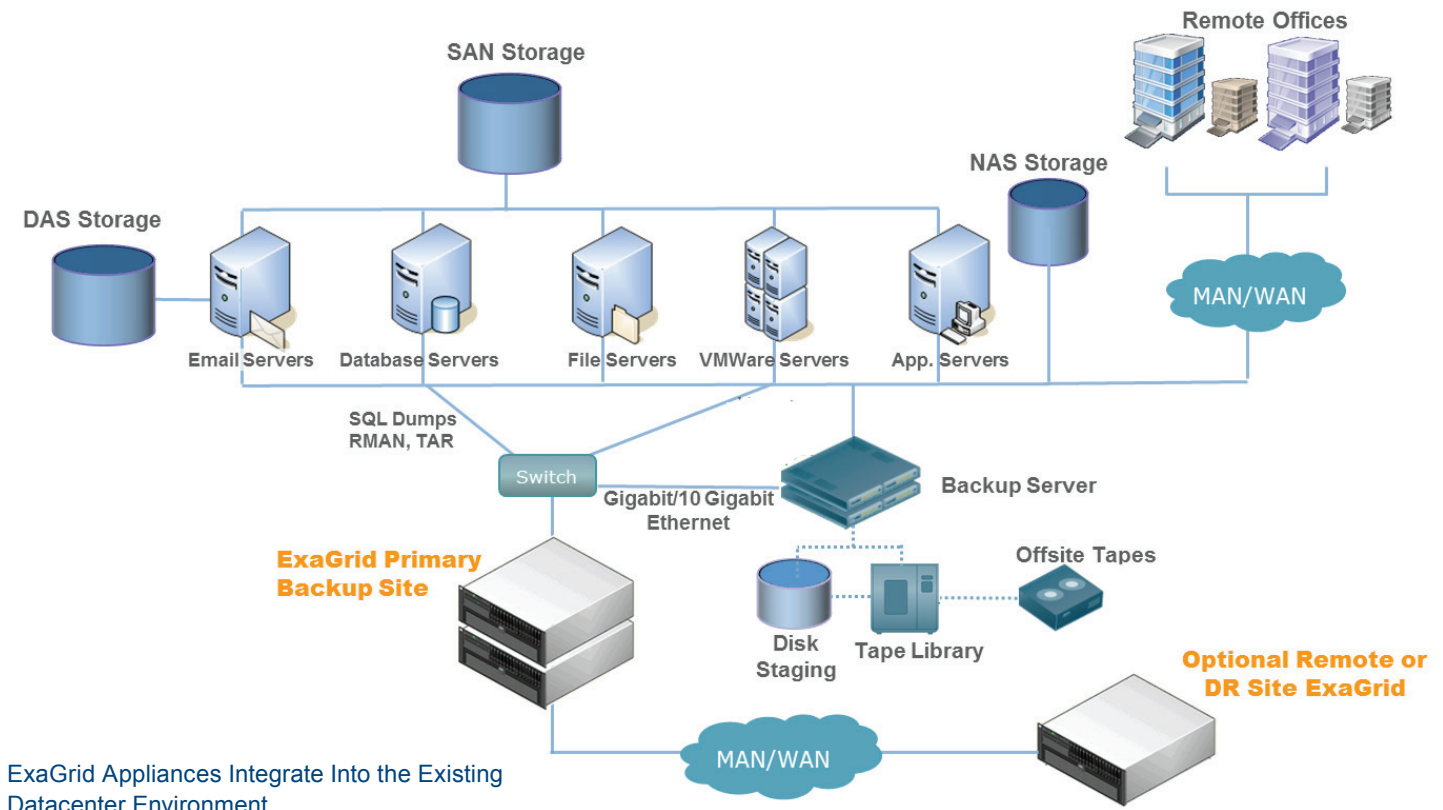 Remote Offices
SAN Storage
NAS Storage
DAS Storage
MAN/WAN
Email Servers
Database Servers
File Servers
VMWare Servers
App. Servers
SQL Dumps
RMAN, TAR
Switch
Gigabit/10 Gigabit
Ethernet
Backup Server
ExaGrid Primary
Backup Site
Offsite Tapes
Disk
Staging
Tape Library
Optional Remote or
DR Site ExaGrid
MAN/WAN
ExaGrid Appliances Integrate Into the Existing
Datacenter Environment